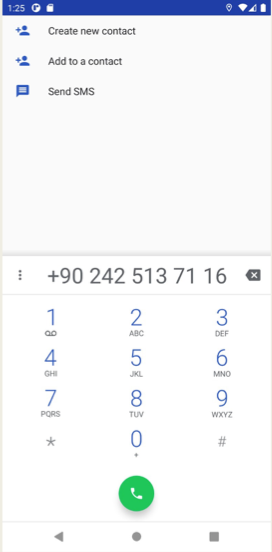 1:25
Create new contact
Add to a contact
Send SMS
+90 242 513 71 16
1 2 3
ABC DEF
4 5 6
GHI JKL MNO
7 8 9
PQRS TUV WXYZ
* 0 #
+